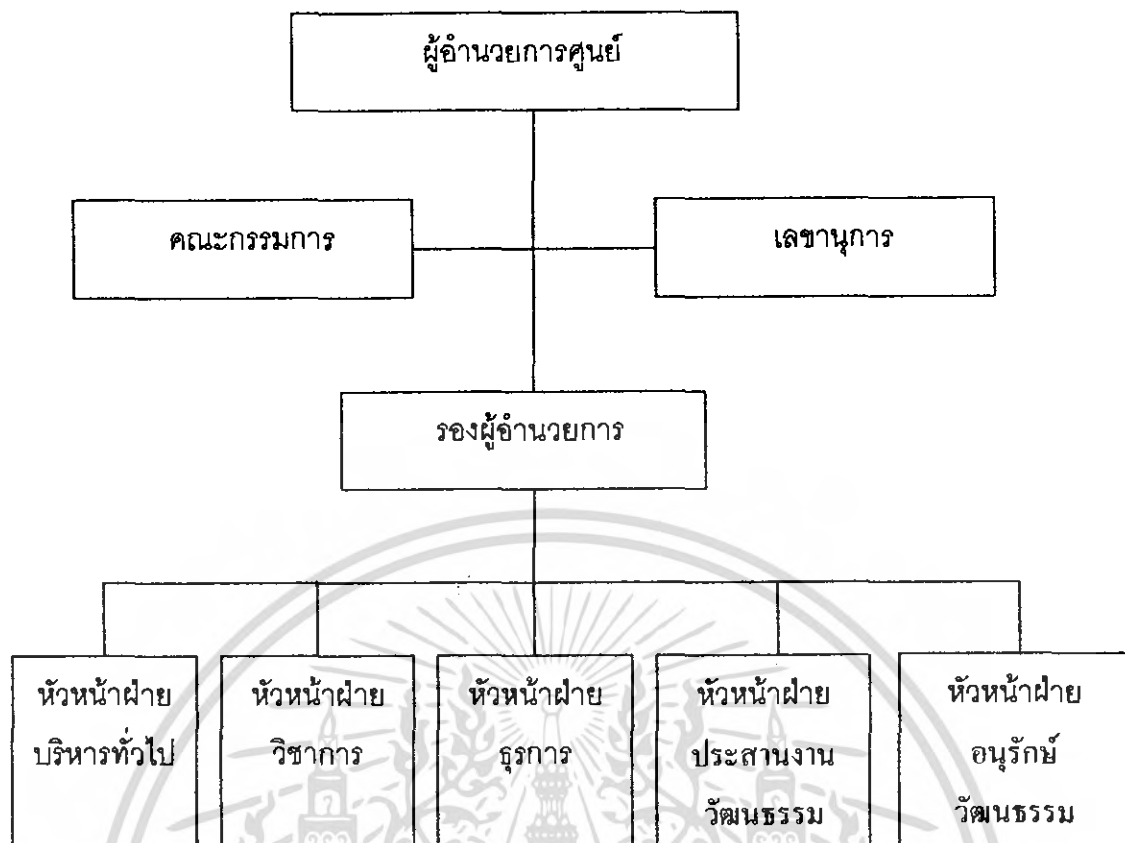 ผู้อำนวยการศูนย์
คณะกรรมการ
เลขานุการ
รองผู้อำนวยการ
หัวหน้าฝ่าย
บริหารทั่วไป
หัวหน้าฝ่าย
วิชาการ
หัวหน้าฝ่าย
ธุรการ
หัวหน้าฝ่าย
ประสานงาน
วัฒนธรรม
หัวหน้าฝ่าย
อนุรักษ์
วัฒนธรรม